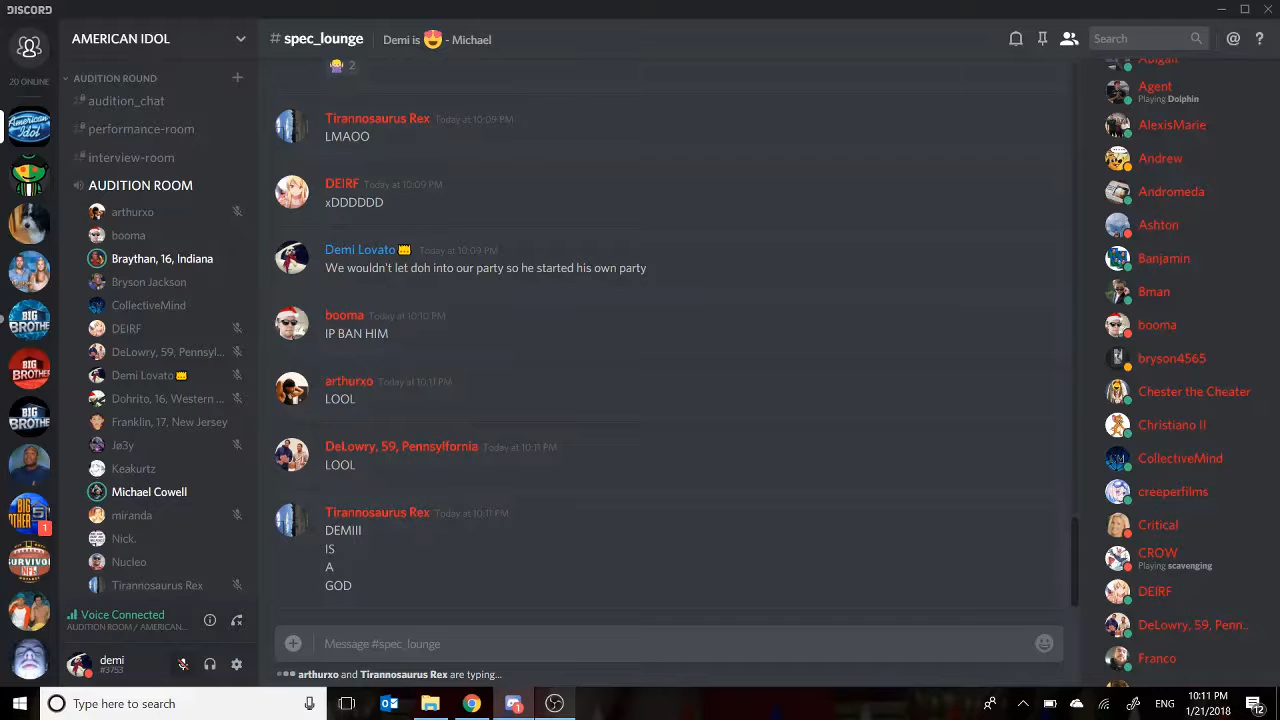 DISCORD
20 ONLINE
AMERICAN IDOL
AUDITION ROUND
audition_chat
performance-room
interview-room
AUDITION ROOM
arthurxo
booma
Braythan, 16, Indiana
Bryson Jackson
CollectiveMind
DEIRF
DeLowry, 59, Pennsyl...
Demi Lovato
Dohrito, 16, Western ...
Franklin, 17, New Jersey
Jø3y
Keakurtz
Michael Cowell
miranda
Nick.
Nucleo
Tirannosaurus Rex
Voice Connected
AUDITION ROOM / AMERICAN...
demi
#3753
# spec_lounge
Demi is 😍 - Michael
Search
2
Tirannosaurus Rex Today at 10:09 PM
LMAOO
DEIRF Today at 10:09 PM
xDDDDDD
Demi Lovato Today at 10:09 PM
We wouldn't let doh into our party so he started his own party
booma Today at 10:10 PM
IP BAN HIM
arthurxo Today at 10:11 PM
LOOL
DeLowry, 59, Pennsylfornia Today at 10:11 PM
LOOL
Tirannosaurus Rex Today at 10:11 PM
DEMIII
IS
A
GOD
Message #spec_lounge
arthurxo and Tirannosaurus Rex are typing...
Abigail
Agent
Playing Dolphin
AlexisMarie
Andrew
Andromeda
Ashton
Banjamin
Bman
booma
bryson4565
Chester the Cheater
Christiano II
CollectiveMind
creeperfilms
Critical
CROW
Playing scavenging
DEIRF
DeLowry, 59, Penn...
Franco
Type here to search
10:11 PM
1/21/2018